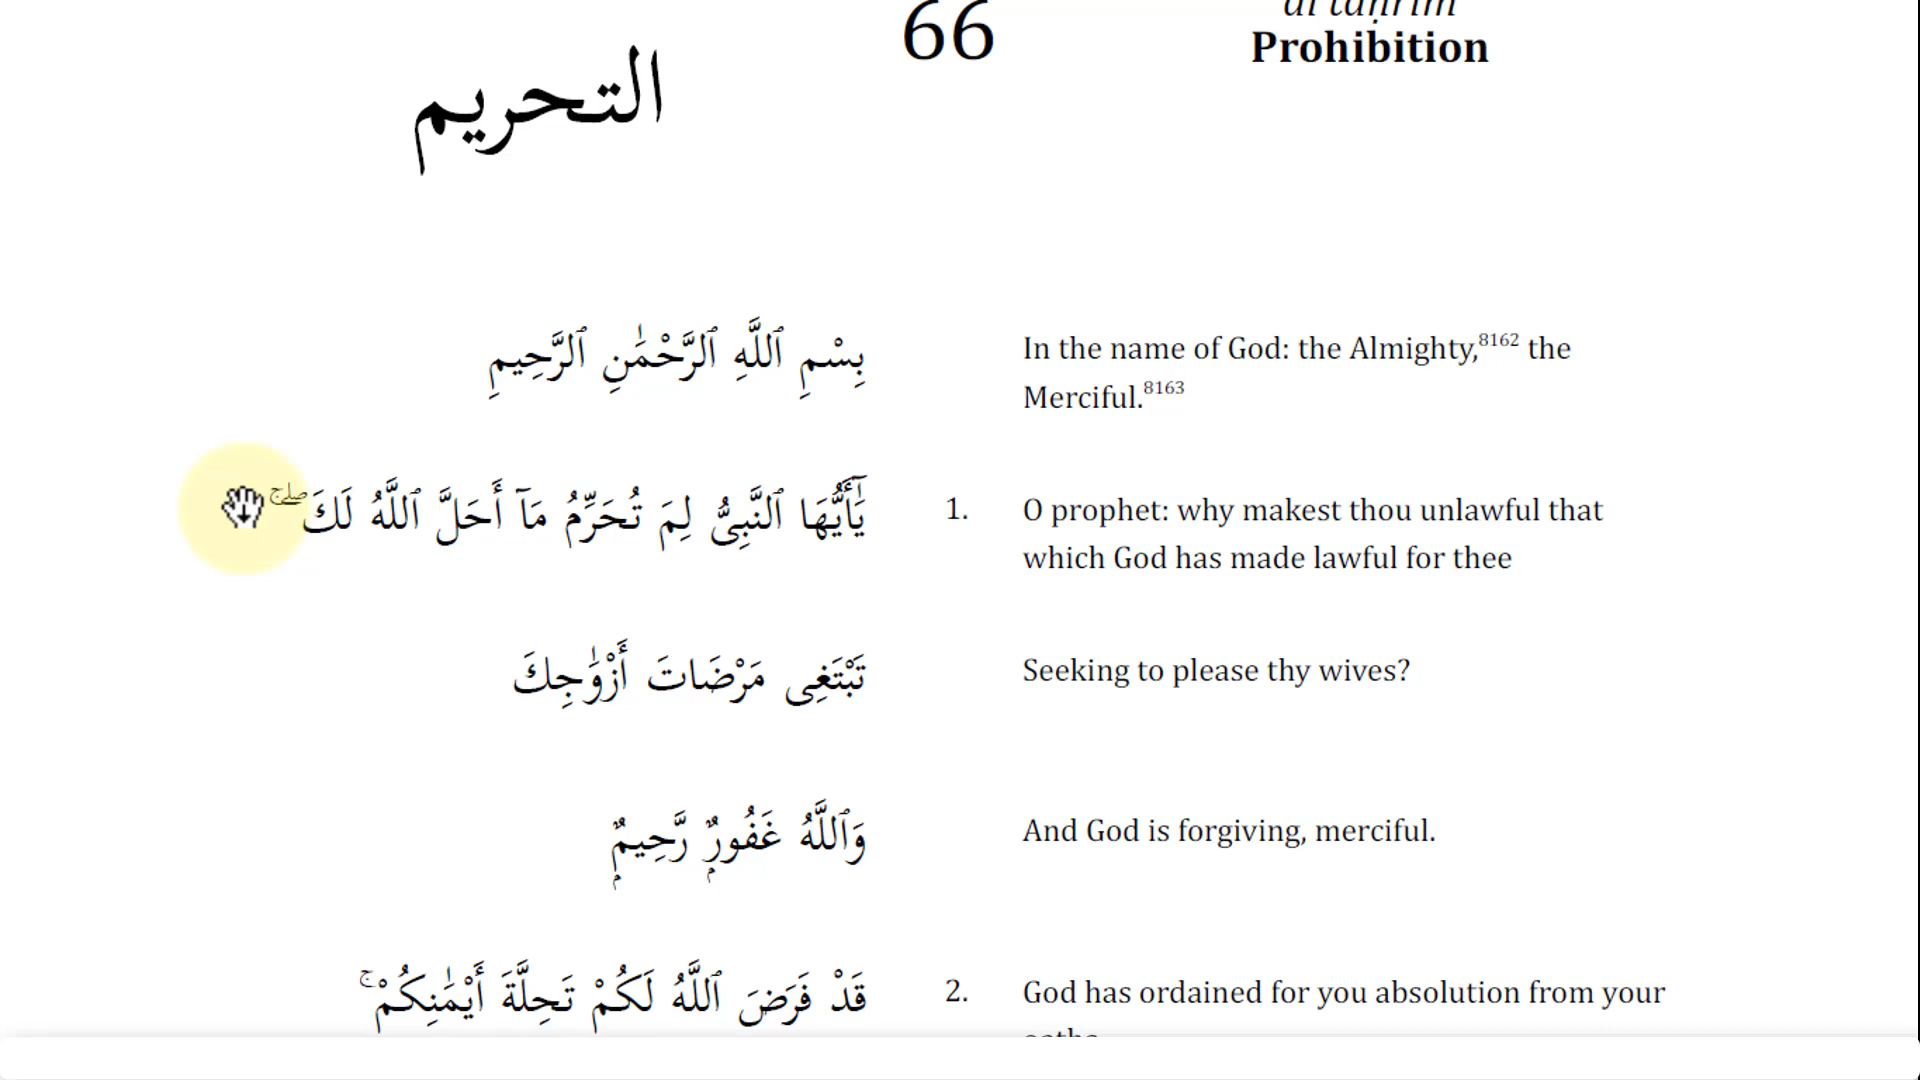 66
al taḥrīm
Prohibition
التحريم
بِسْمِ ٱللَّهِ ٱلرَّحْمَٰنِ ٱلرَّحِيمِ
In the name of God: the Almighty,8162 the
Merciful.8163
يَٰٓأَيُّهَا ٱلنَّبِىُّ لِمَ تُحَرِّمُ مَآ أَحَلَّ ٱللَّهُ لَكَ ۖ ۚ
1. O prophet: why makest thou unlawful that
which God has made lawful for thee
تَبْتَغِى مَرْضَاتَ أَزْوَٰجِكَ
Seeking to please thy wives?
وَٱللَّهُ غَفُورٌۭ رَّحِيمٌۭ
And God is forgiving, merciful.
قَدْ فَرَضَ ٱللَّهُ لَكُمْ تَحِلَّةَ أَيْمَٰنِكُمْ ۚ
2. God has ordained for you absolution from your